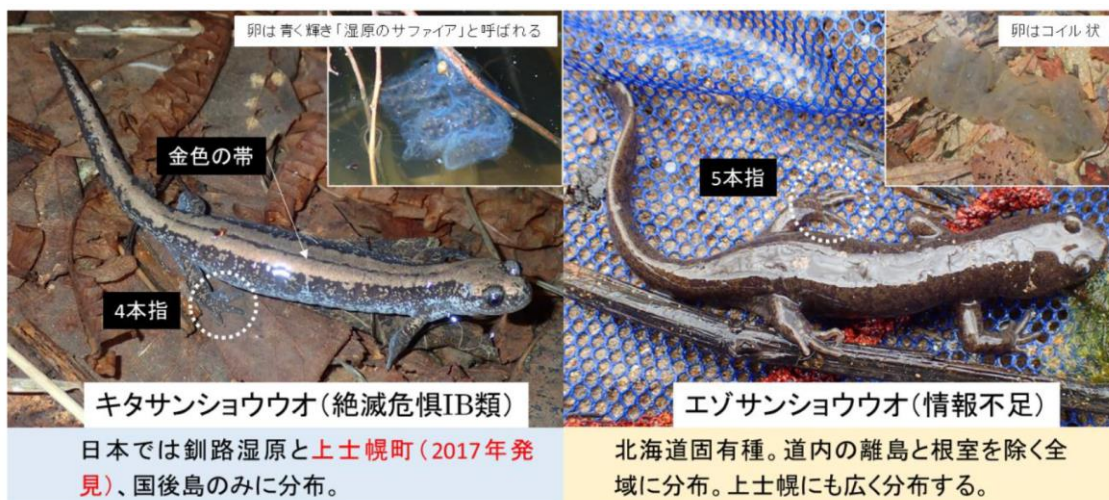 卵は青く輝き「湿原のサファイア」と呼ばれる
金色の帯
4本指
キタサンショウウオ（絶滅危惧IB類）
日本では釧路湿原と上士幌町（2017年発
見）、国後島のみに分布。
卵はコイル状
5本指
エゾサンショウウオ（情報不足）
北海道固有種。道内の離島と根室を除く全
域に分布。上士幌にも広く分布する。